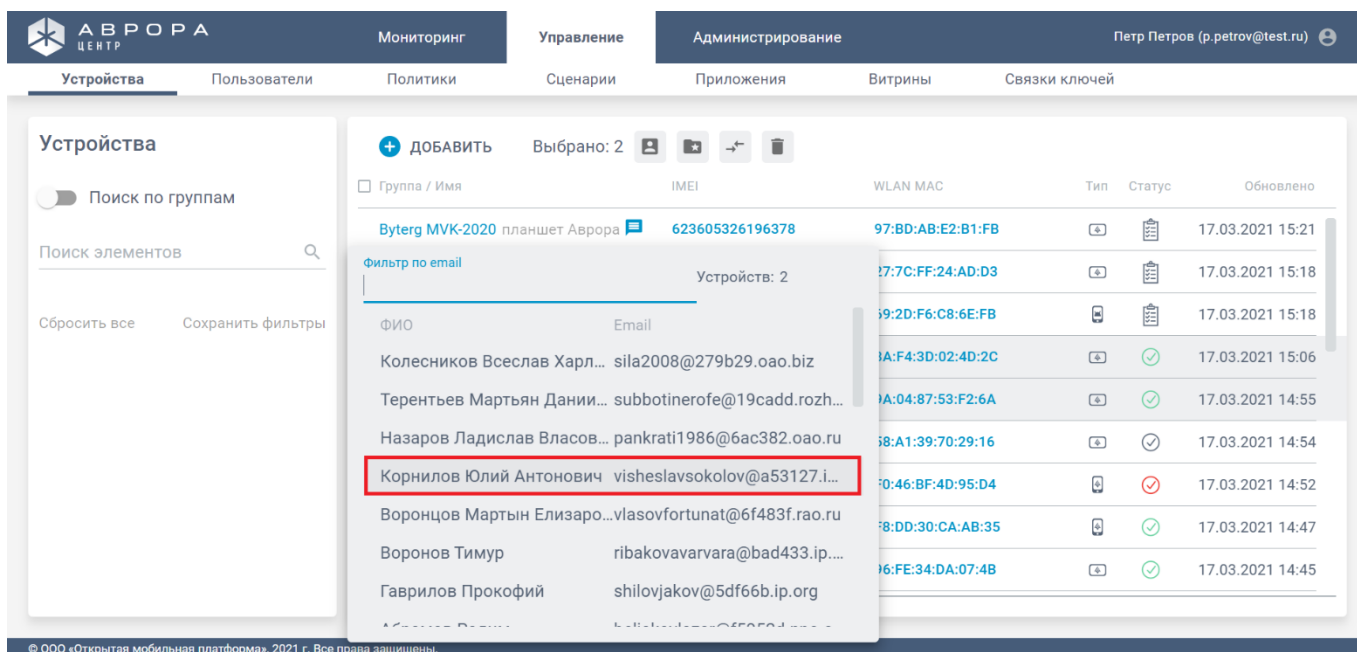 АВРОРА
ЦЕНТР
Мониторинг Управление Администрирование Петр Петров (p.petrov@test.ru)
Устройства Пользователи Политики Сценарии Приложения Витрины Связки ключей
Устройства
Поиск по группам
Поиск элементов
Сбросить все Сохранить фильтры
ДОБАВИТЬ Выбрано: 2
Группа / Имя IMEI WLAN MAC Тип Статус Обновлено
Byterg MVK-2020 планшет Аврора 623605326196378 97:BD:AB:E2:B1:FB 17.03.2021 15:21
Фильтр по email Устройств: 2
ФИО Email
Колесников Всеслав Харл... sila2008@279b29.oao.biz
Терентьев Мартьян Дании... subbotinerofe@19cadd.rozh...
Назаров Ладислав Власов... pankrati1986@6ac382.oao.ru
Корнилов Юлий Антонович visheslavsokolov@a53127.i...
Воронцов Мартын Елизаро... vlasovfortunat@6f483f.rao.ru
Воронов Тимур ribakovavarvara@bad433.ip....
Гаврилов Прокофий shilovjakov@5df66b.ip.org
:7C:FF:24:AD:D3 17.03.2021 15:18
:2D:F6:C8:6E:FB 17.03.2021 15:18
:F4:3D:02:4D:2C 17.03.2021 15:06
:04:87:53:F2:6A 17.03.2021 14:55
:A1:39:70:29:16 17.03.2021 14:54
:46:BF:4D:95:D4 17.03.2021 14:52
:DD:30:CA:AB:35 17.03.2021 14:47
:FE:34:DA:07:4B 17.03.2021 14:45
© ООО «Открытая мобильная платформа», 2021 г. Все права защищены.